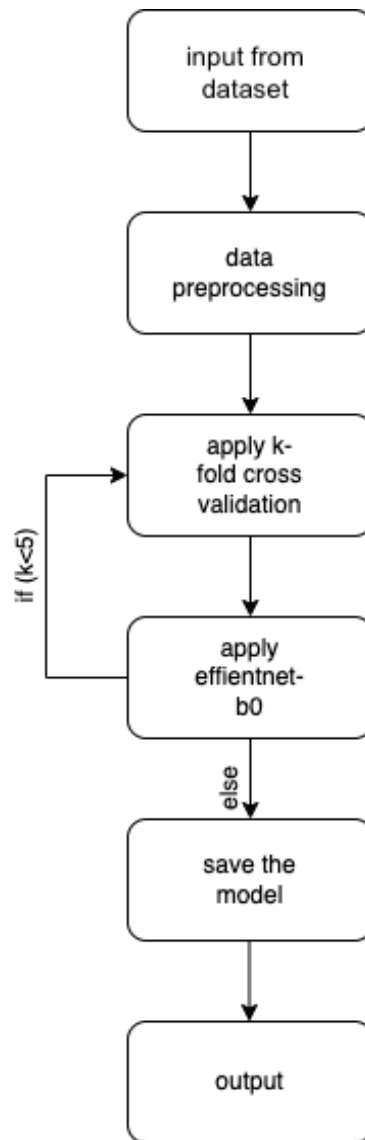 input from
dataset
data
preprocessing
apply k-
fold cross
validation
if (k<5)
apply
effientnet-
b0
else
save the
model
output